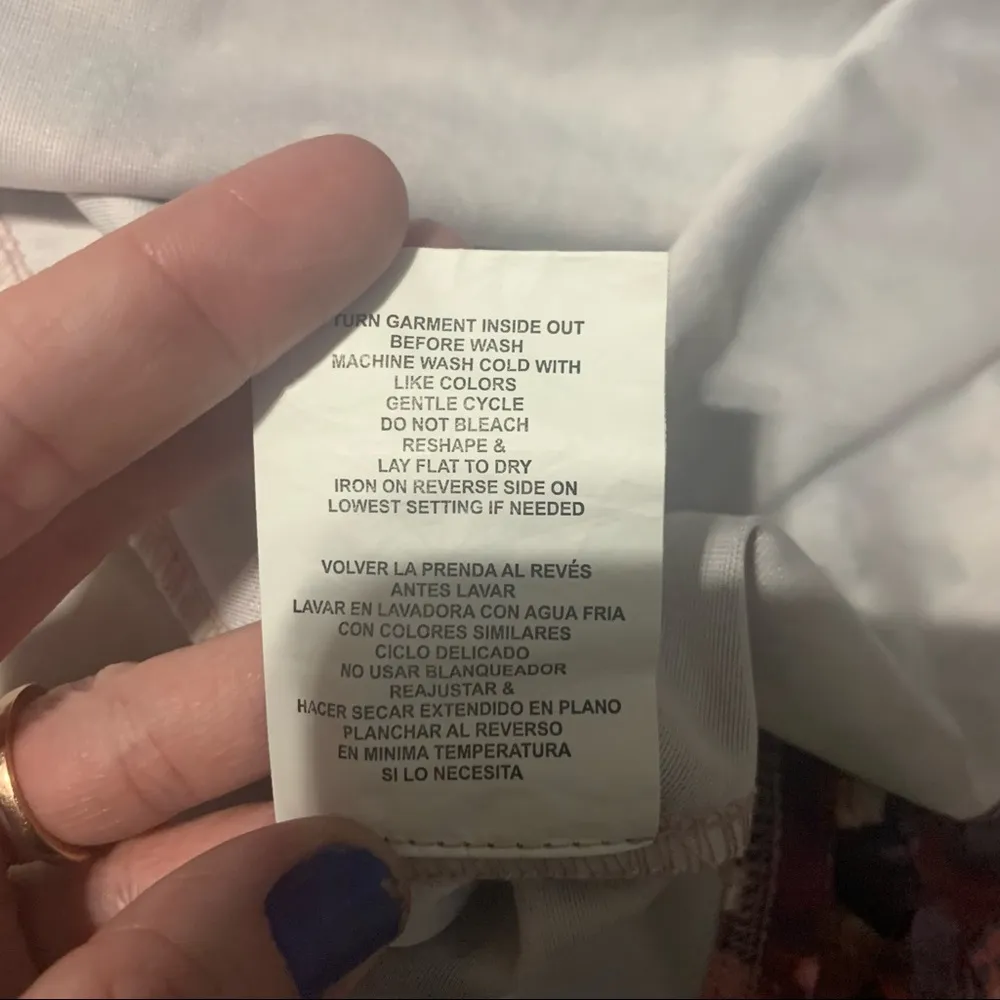 TURN GARMENT INSIDE OUT
BEFORE WASH
MACHINE WASH COLD WITH
LIKE COLORS
GENTLE CYCLE
DO NOT BLEACH
RESHAPE &
LAY FLAT TO DRY
IRON ON REVERSE SIDE ON
LOWEST SETTING IF NEEDED
VOLVER LA PRENDA AL REVÉS
ANTES LAVAR
LAVAR EN LAVADORA CON AGUA FRIA
CON COLORES SIMILARES
CICLO DELICADO
NO USAR BLANQUEADOR
REAJUSTAR &
HACER SECAR EXTENDIDO EN PLANO
PLANCHAR AL REVERSO
EN MINIMA TEMPERATURA
SI LO NECESITA